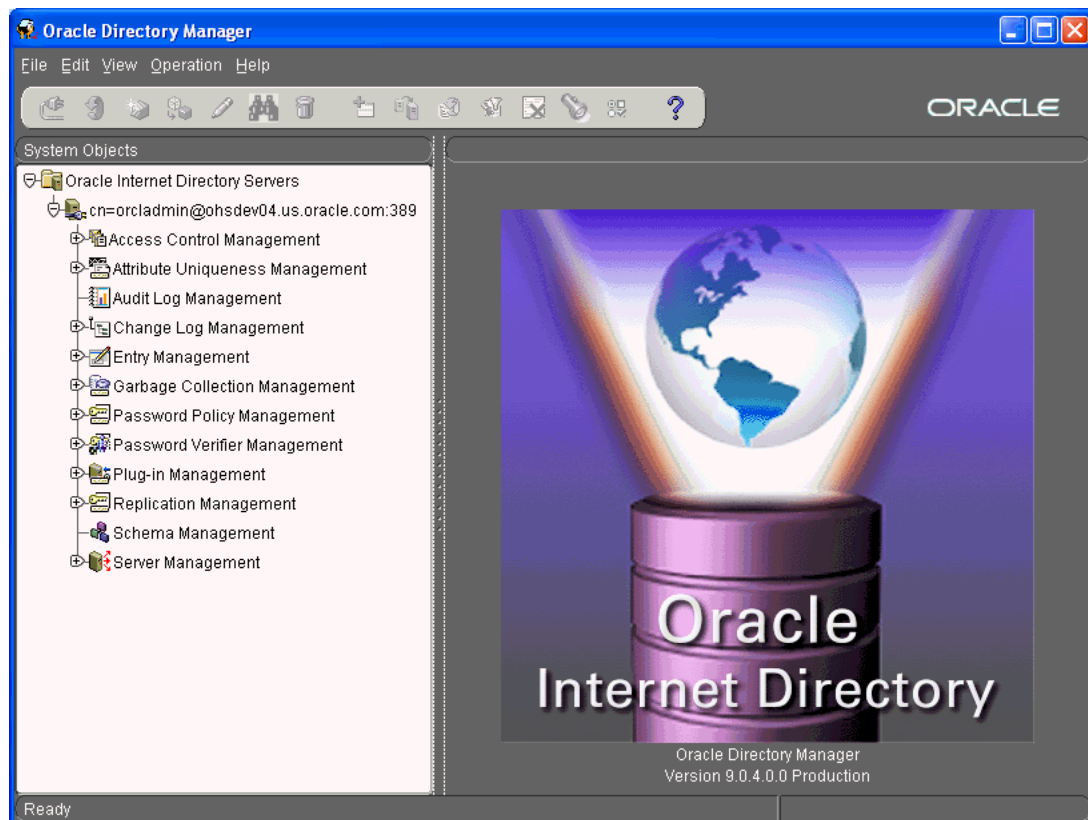 Oracle Directory Manager
File Edit View Operation Help
ORACLE
System Objects
Oracle Internet Directory Servers
cn=orcladmin@ohsdev04.us.oracle.com:389
Access Control Management
Attribute Uniqueness Management
Audit Log Management
Change Log Management
Entry Management
Garbage Collection Management
Password Policy Management
Password Verifier Management
Plug-in Management
Replication Management
Schema Management
Server Management
Oracle
Internet Directory
Oracle Directory Manager
Version 9.0.4.0.0 Production
Ready